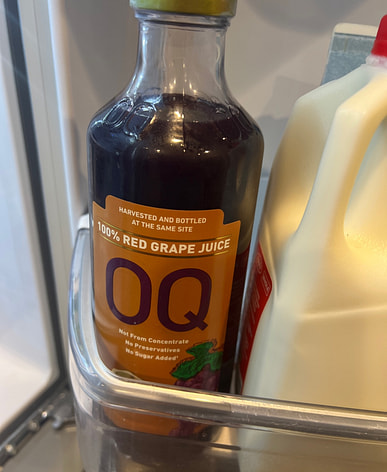 HARVESTED AND BOTTLED
AT THE SAME SITE
100% RED GRAPE JUICE
OQ
Not From Concentrate
No Preservatives
No Sugar Added†